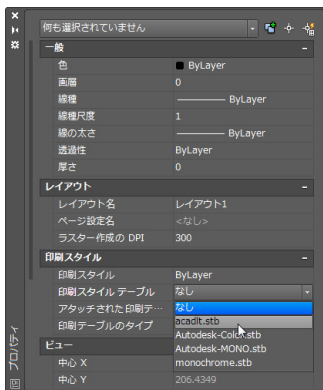 何も選択されていません
一般
色 ByLayer
画層 0
線種 ByLayer
線種尺度 1
線の太さ ByLayer
透過性 ByLayer
厚さ 0
レイアウト
レイアウト名 レイアウト1
ページ設定名 <なし>
ラスター作成の DPI 300
印刷スタイル
印刷スタイル ByLayer
印刷スタイル テーブル なし
アタッチされた印刷テ… なし
印刷テーブルのタイプ acadlt.stb
Autodesk-Color.stb
ビュー Autodesk-MONO.stb
中心 X monochrome.stb
中心 Y 206.4349
プロパティ